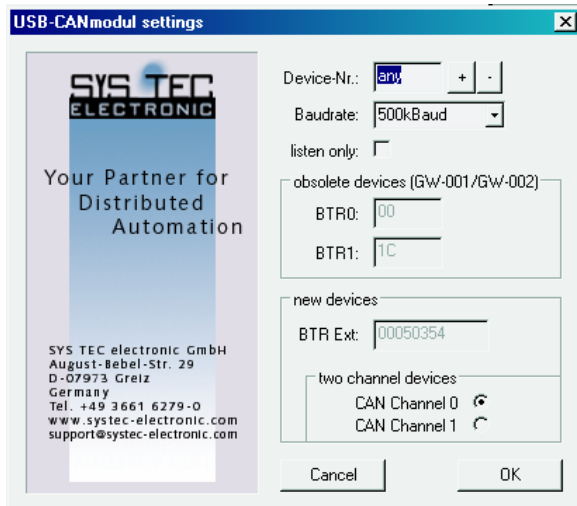 USB-CANmodul settings
SYS TEC
ELECTRONIC
Your Partner for
Distributed
Automation
SYS TEC electronic GmbH
August-Bebel-Str. 29
D-07973 Greiz
Germany
Tel. +49 3661 6279-0
www.systec-electronic.com
support@systec-electronic.com
Device-Nr.: any + -
Baudrate: 500kBaud
listen only:
obsolete devices (GW-001/GW-002)
BTR0: 00
BTR1: 1C
new devices
BTR Ext: 00050354
two channel devices
CAN Channel 0
CAN Channel 1
Cancel OK